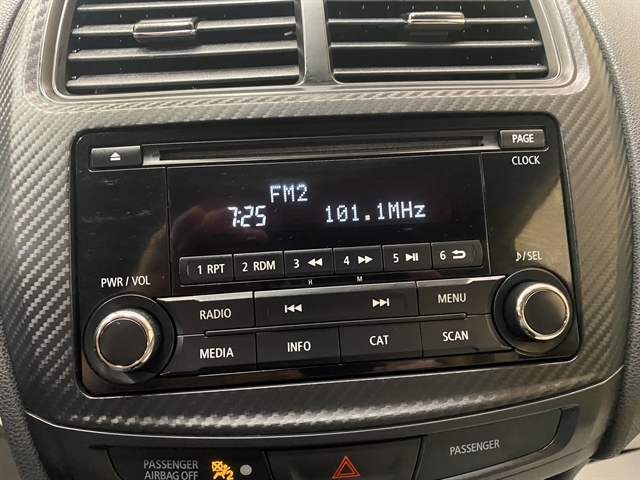 PAGE
CLOCK
FM2
7:25 101.1MHz
1 RPT 2 RDM 3 4 5 6
H M
PWR / VOL
/ SEL
RADIO MENU
MEDIA INFO CAT SCAN
PASSENGER
AIRBAG OFF
2
PASSENGER